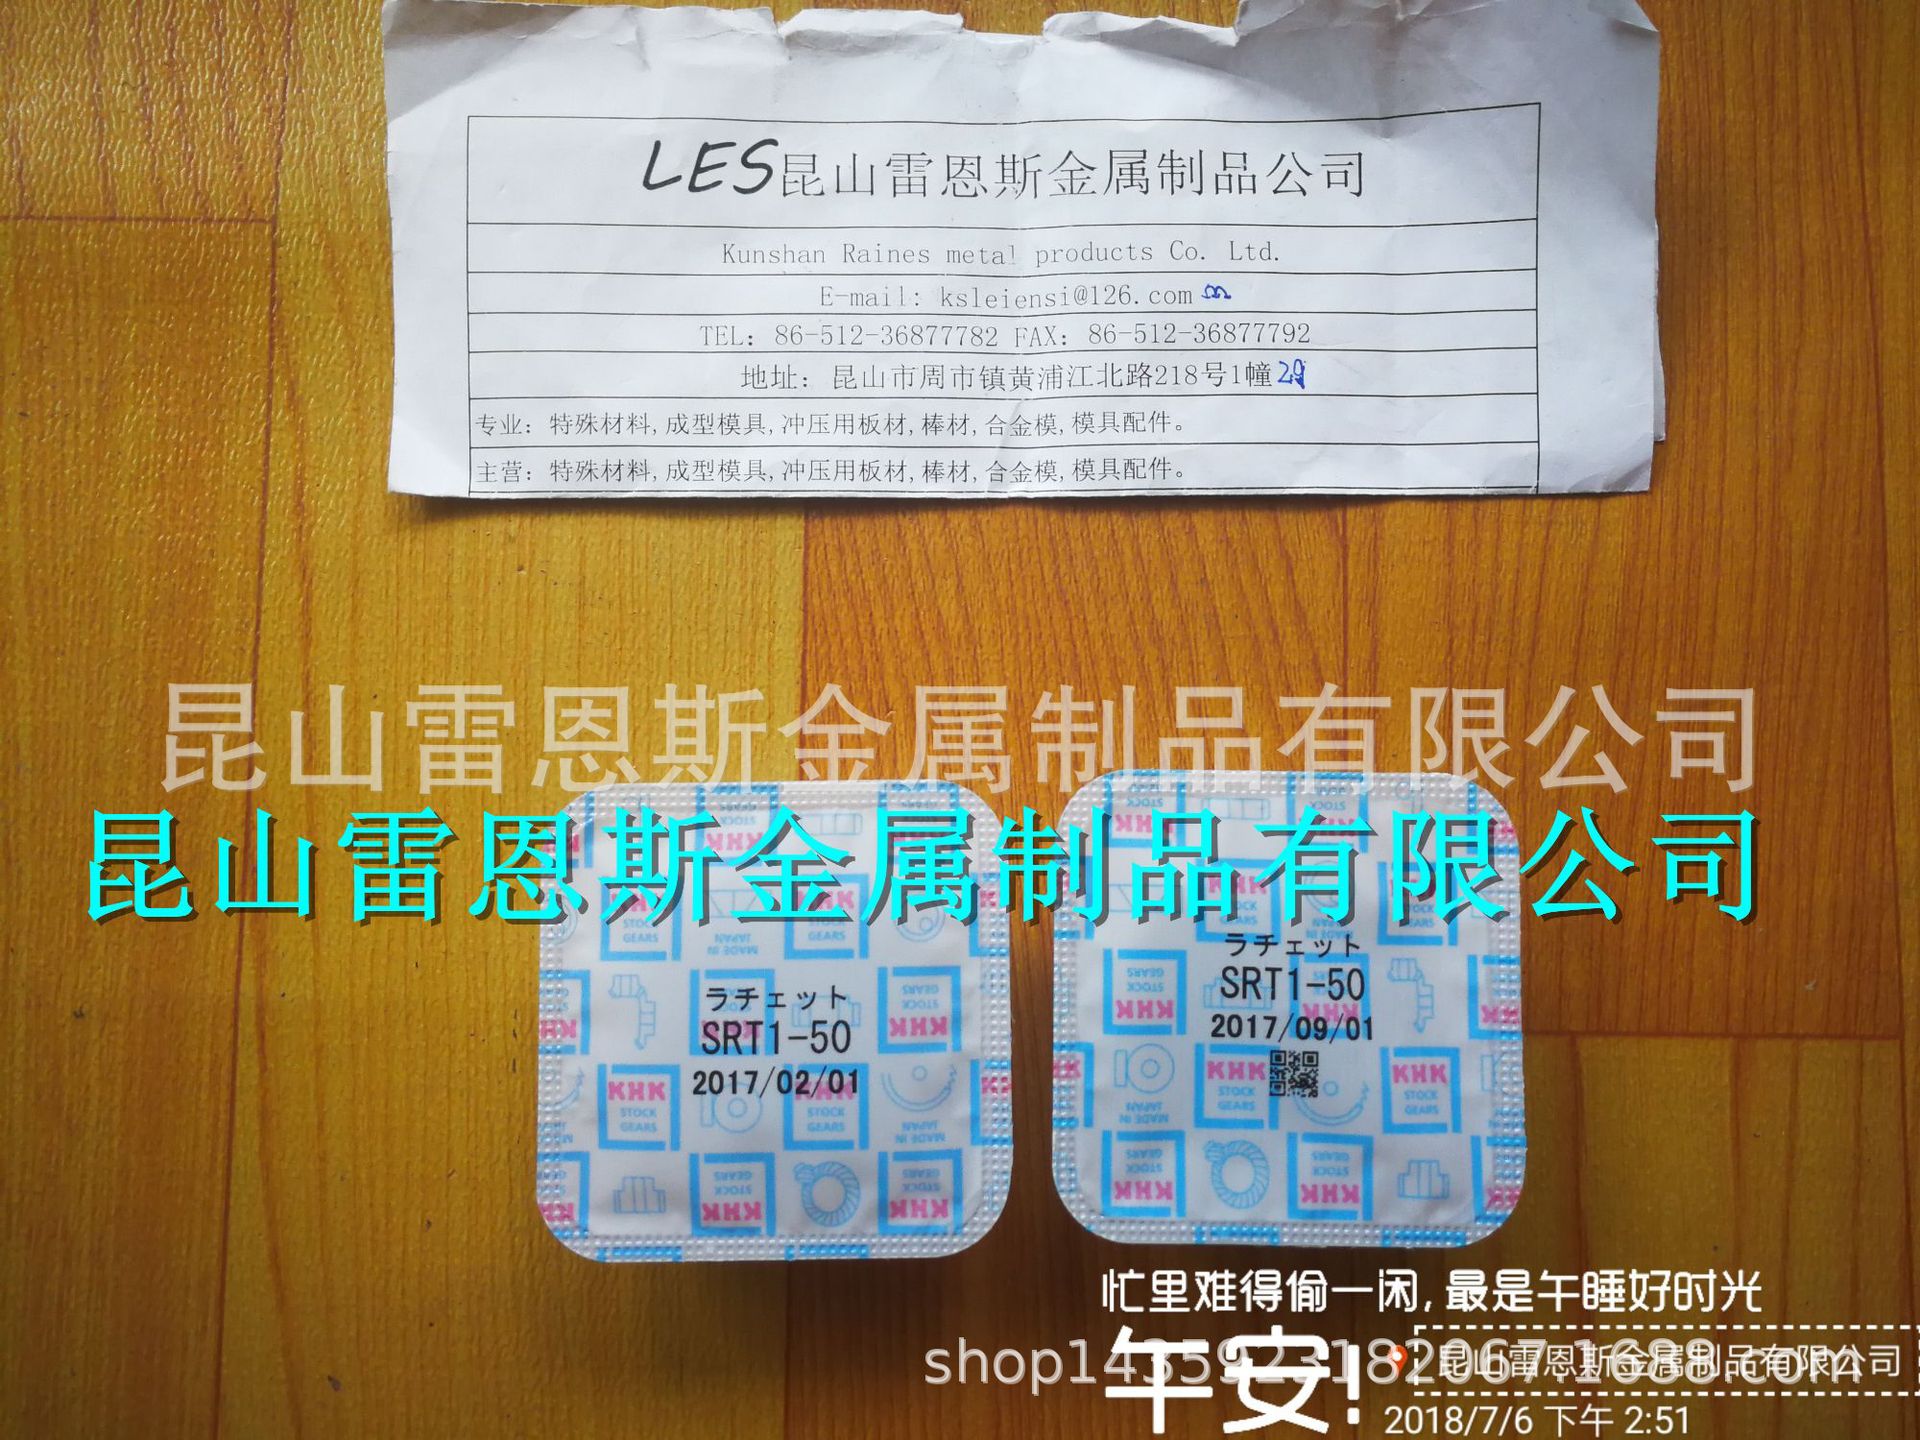 LES昆山雷恩斯金属制品公司
Kunshan Raines metal products Co. Ltd.
E-mail: ksleiensi@126.com
TEL: 86-512-36877782 FAX: 86-512-36877792
地址: 昆山市周市镇黄浦江北路218号1幢
专业: 特殊材料,成型模具,冲压用板材,棒材,合金模,模具配件。
主营: 特殊材料,成型模具,冲压用板材,棒材,合金模,模具配件。
昆山雷恩斯金属制品有限公司
昆山雷恩斯金属制品有限公司
ラチェット
SRT1-50
2017/02/01
KHK
STOCK
GEARS
MADE IN
JAPAN
ラチェット
SRT1-50
2017/09/01
KHK
STOCK
GEARS
MADE IN
JAPAN
忙里难得偷一闲,最是午睡好时光
午安!
昆山雷恩斯金属制品有限公司
2018/7/6 下午 2:51